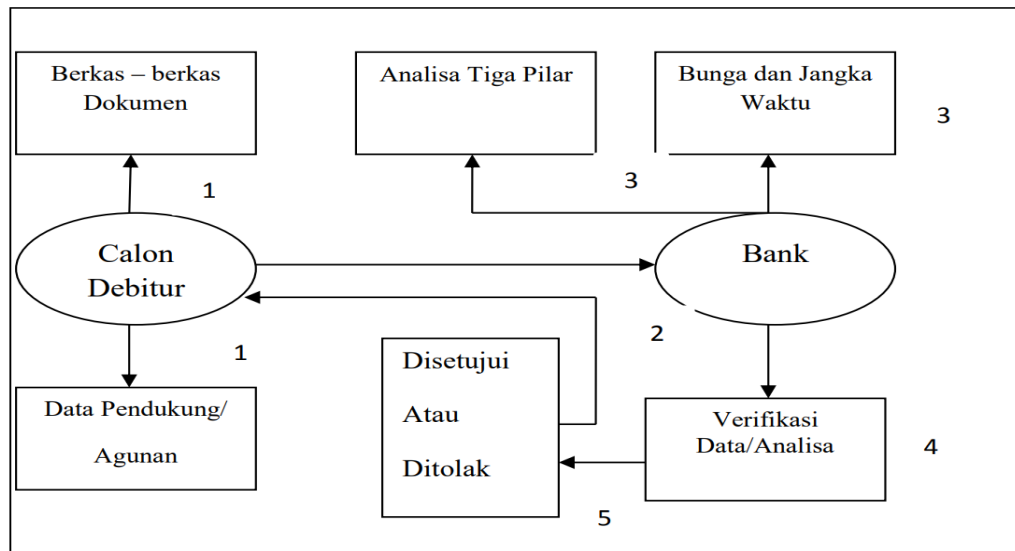 Berkas – berkas
Dokumen
Analisa Tiga Pilar
Bunga dan Jangka
Waktu
3
1
3
Calon
Debitur
Bank
1
2
Disetujui
Atau
Ditolak
Data Pendukung/
Agunan
Verifikasi
Data/Analisa
4
5